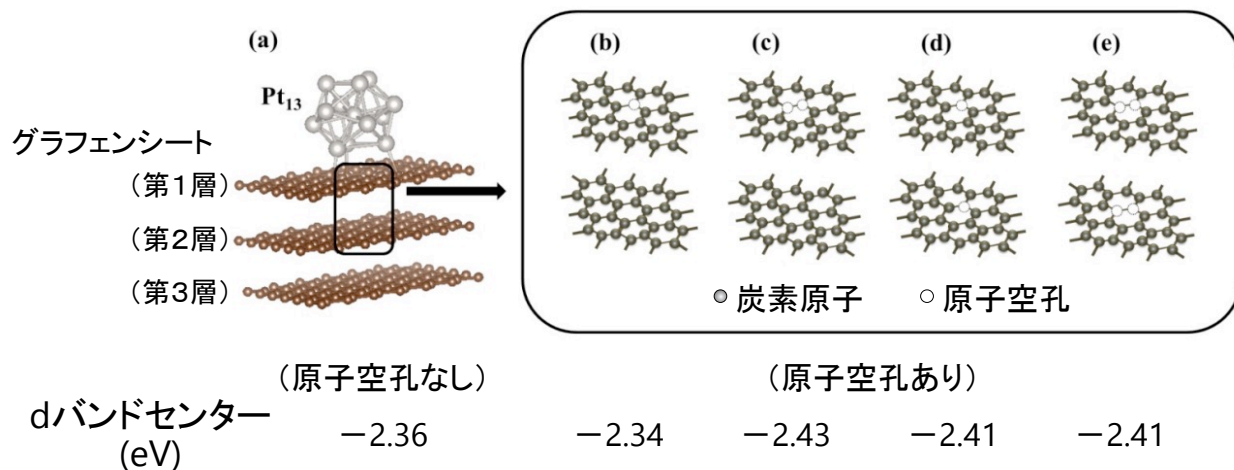 (a)
(b)
(c)
(d)
(e)
Pt13
グラフェンシート
(第1層)
(第2層)
(第3層)
炭素原子
原子空孔
(原子空孔なし)
(原子空孔あり)
dバンドセンター
(eV)
－2.36
－2.34
－2.43
－2.41
－2.41